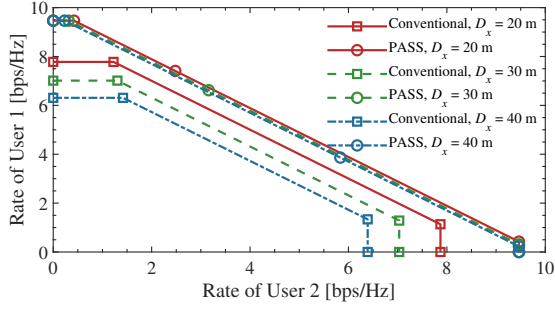 10
8
6
4
2
0
Rate of User 1 [bps/Hz]
Conventional, D_x = 20 m
PASS, D_x = 20 m
Conventional, D_x = 30 m
PASS, D_x = 30 m
Conventional, D_x = 40 m
PASS, D_x = 40 m
0 2 4 6 8 10
Rate of User 2 [bps/Hz]